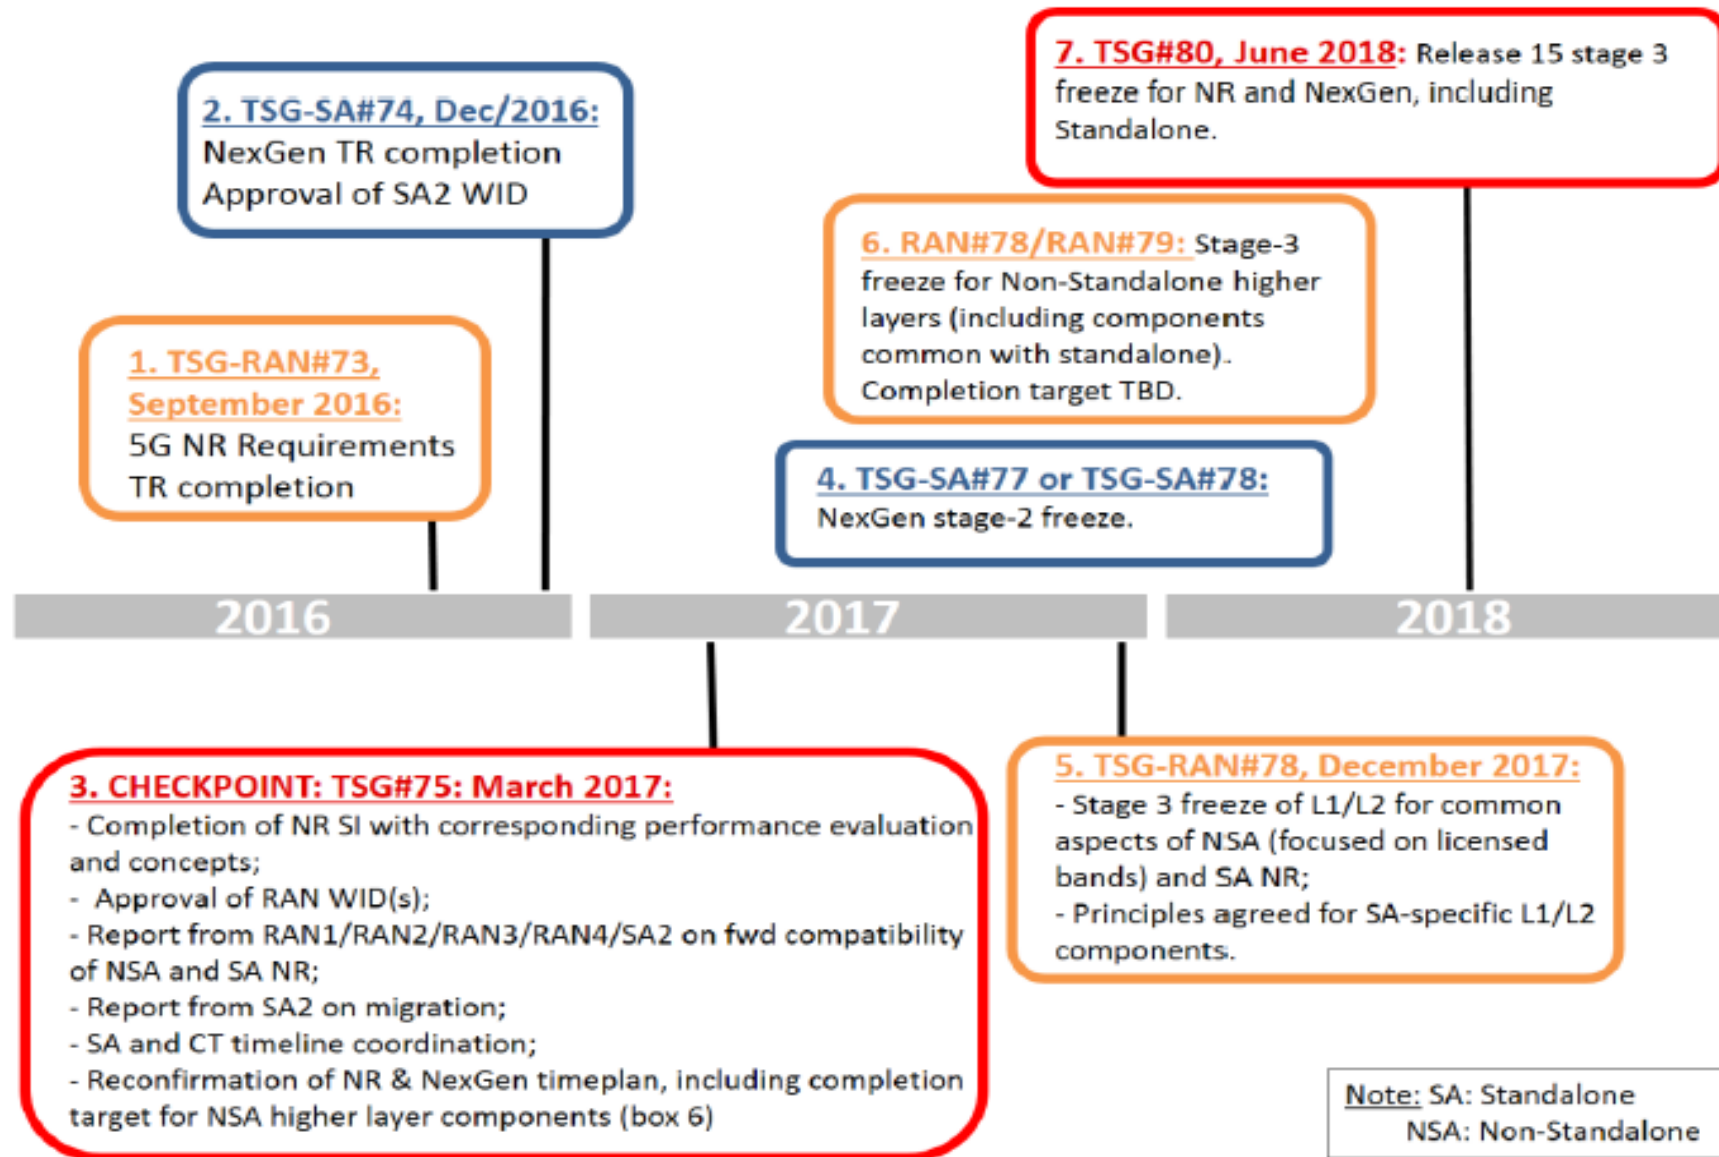 7. TSG#80, June 2018: Release 15 stage 3
freeze for NR and NexGen, including
Standalone.
2. TSG-SA#74, Dec/2016:
NexGen TR completion
Approval of SA2 WID
6. RAN#78/RAN#79: Stage-3
freeze for Non-Standalone higher
layers (including components
common with standalone).
Completion target TBD.
1. TSG-RAN#73,
September 2016:
5G NR Requirements
TR completion
4. TSG-SA#77 or TSG-SA#78:
NexGen stage-2 freeze.
2016
2017
2018
3. CHECKPOINT: TSG#75: March 2017:
- Completion of NR SI with corresponding performance evaluation
and concepts;
- Approval of RAN WID(s);
- Report from RAN1/RAN2/RAN3/RAN4/SA2 on fwd compatibility
of NSA and SA NR;
- Report from SA2 on migration;
- SA and CT timeline coordination;
- Reconfirmation of NR & NexGen timeplan, including completion
target for NSA higher layer components (box 6)
5. TSG-RAN#78, December 2017:
- Stage 3 freeze of L1/L2 for common
aspects of NSA (focused on licensed
bands) and SA NR;
- Principles agreed for SA-specific L1/L2
components.
Note: SA: Standalone
NSA: Non-Standalone